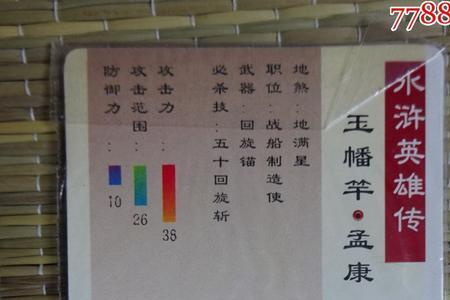 7788
水浒英雄传
玉幡竿·孟康
地煞:地满星
职位:战船制造使
武器:回旋锚
必杀技:五十回旋斩
攻击力:
38
攻击范围:
26
防御力:
10